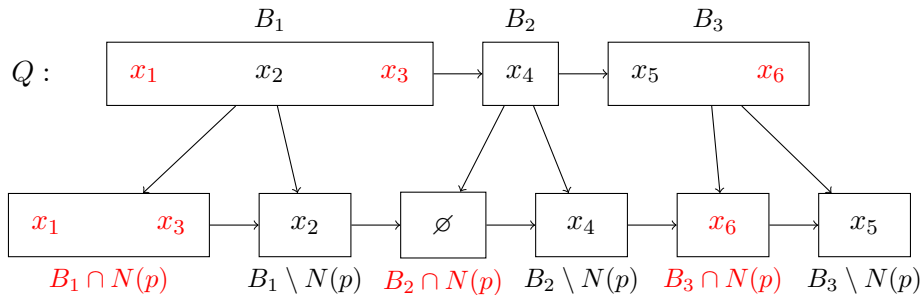 B₁ B₂ B₃
Q : x₁ x₂ x₃ x₄ x₅ x₆
x₁ x₃ x₂ ∅ x₄ x₆ x₅
B₁ ∩ N(p) B₁ \ N(p) B₂ ∩ N(p) B₂ \ N(p) B₃ ∩ N(p) B₃ \ N(p)